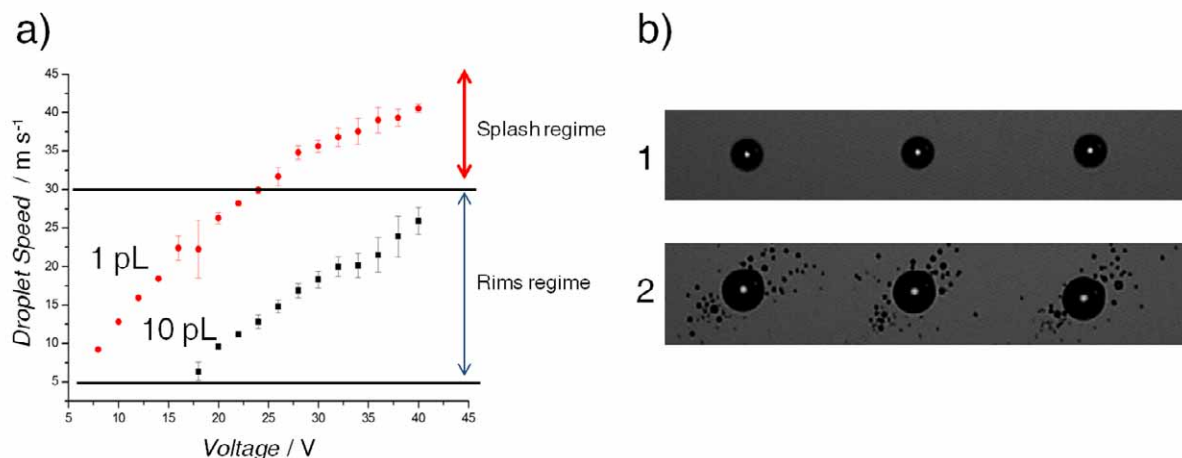 a)
45
40
35
30
25
20
15
10
5
Droplet Speed / m s⁻¹
1 pL
10 pL
Splash regime
Rims regime
5 10 15 20 25 30 35 40 45
Voltage / V
b)
1
2